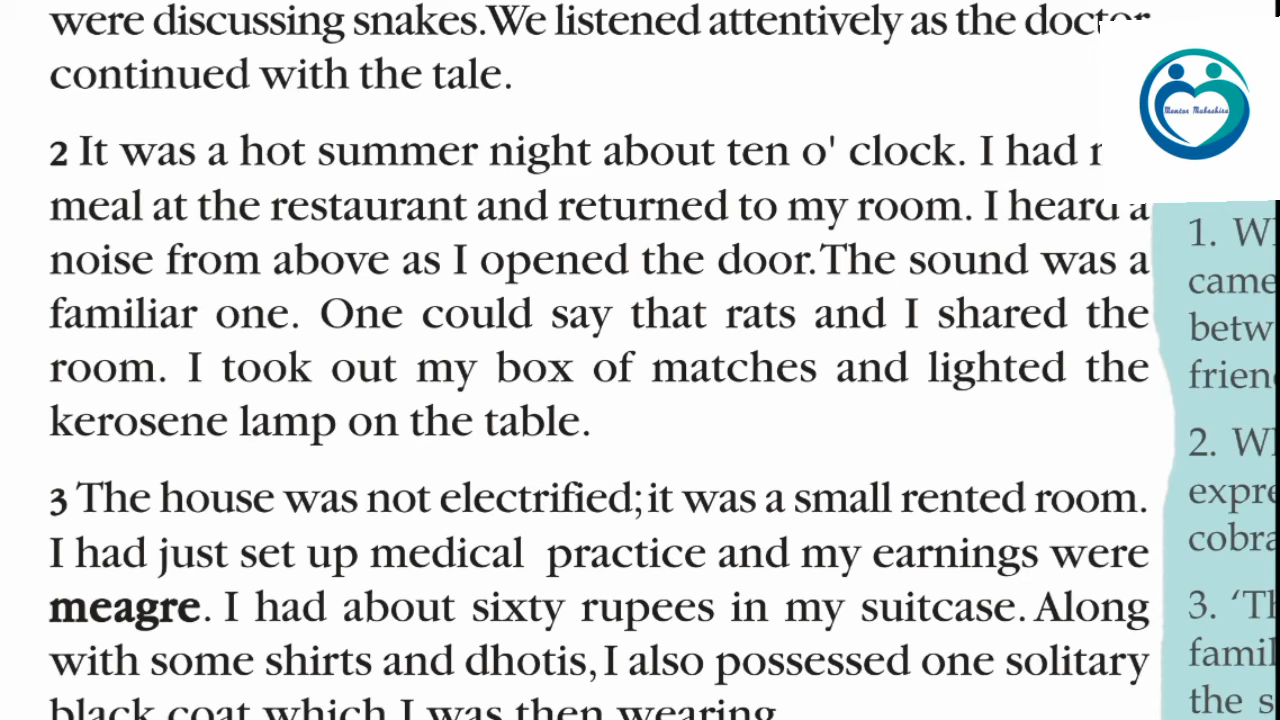 were discussing snakes. We listened attentively as the doctor
continued with the tale.
2 It was a hot summer night about ten o' clock. I had
meal at the restaurant and returned to my room. I heard a
noise from above as I opened the door. The sound was a
familiar one. One could say that rats and I shared the
room. I took out my box of matches and lighted the
kerosene lamp on the table.
3 The house was not electrified; it was a small rented room.
I had just set up medical practice and my earnings were
meagre. I had about sixty rupees in my suitcase. Along
with some shirts and dhotis, I also possessed one solitary
black coat which I was then wearing.
Mentor Mubashira
1.
came
betw
frien
2.
expre
cobra
3.
famil
the s